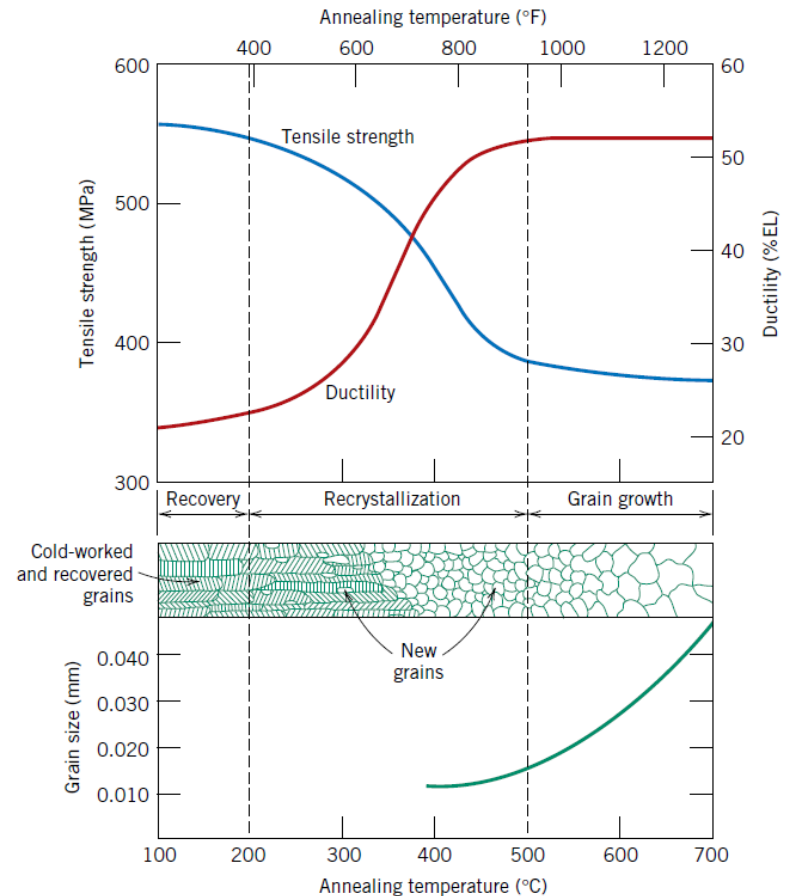 Annealing temperature (°F)
400 600 800 1000 1200
600 60
Tensile strength
50
500
Tensile strength (MPa)
40
Ductility (%EL)
400 30
Ductility
20
300
Recovery Recrystallization Grain growth
Cold-worked
and recovered
grains
New
grains
0.040
0.030
Grain size (mm)
0.020
0.010
100 200 300 400 500 600 700
Annealing temperature (°C)